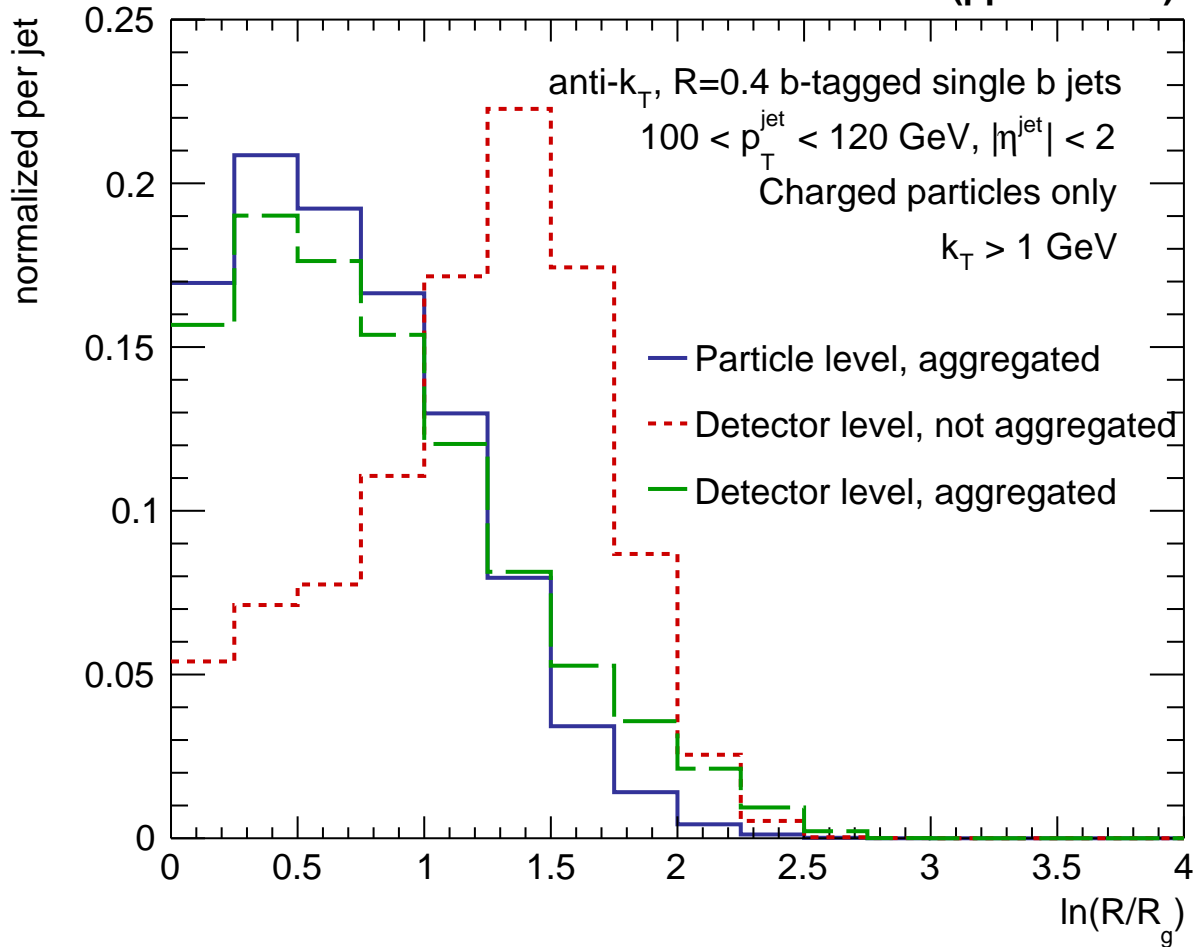 normalized per jet
0.25
0.2
0.15
0.1
0.05
0
anti-k_T, R=0.4 b-tagged single b jets
100 < p_T^jet < 120 GeV, |η^jet| < 2
Charged particles only
k_T > 1 GeV
Particle level, aggregated
Detector level, not aggregated
Detector level, aggregated
0 0.5 1 1.5 2 2.5 3 3.5 4
ln(R/R_g)